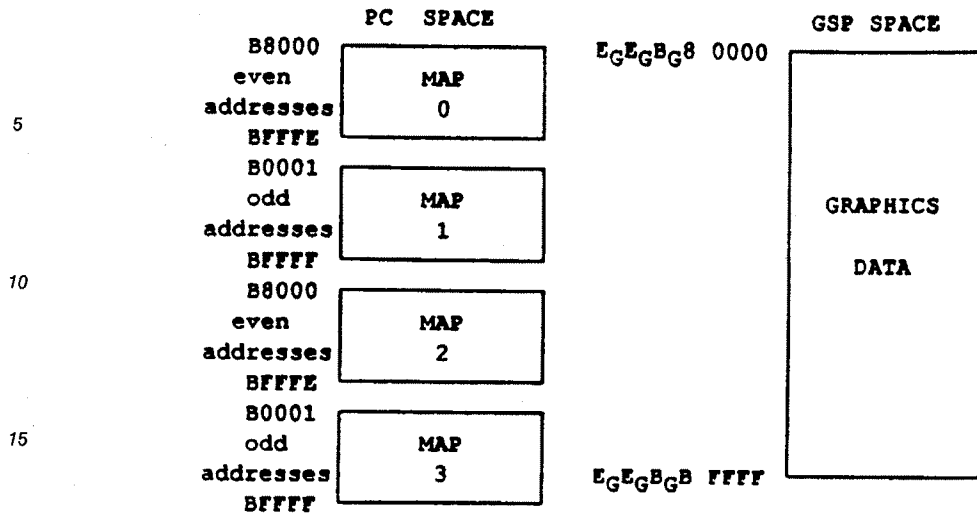 PC SPACE
GSP SPACE
B8000
even
addresses
BFFFE
MAP
0
B0001
odd
addresses
BFFFF
MAP
1
B8000
even
addresses
BFFFE
MAP
2
B0001
odd
addresses
BFFFF
MAP
3
EGEGBG8 0000
GRAPHICS
DATA
EGEGBGB FFFF
5
10
15